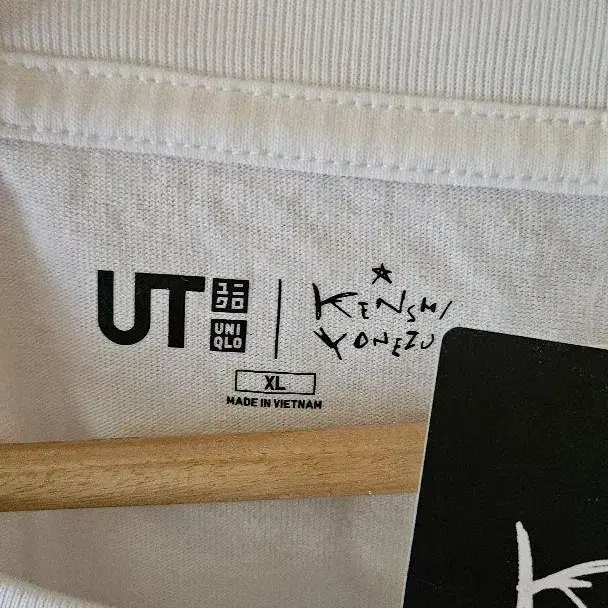 UT
ユニ
クロ
UNI
QLO
KENSHI
YONEZU
XL
MADE IN VIETNAM
K